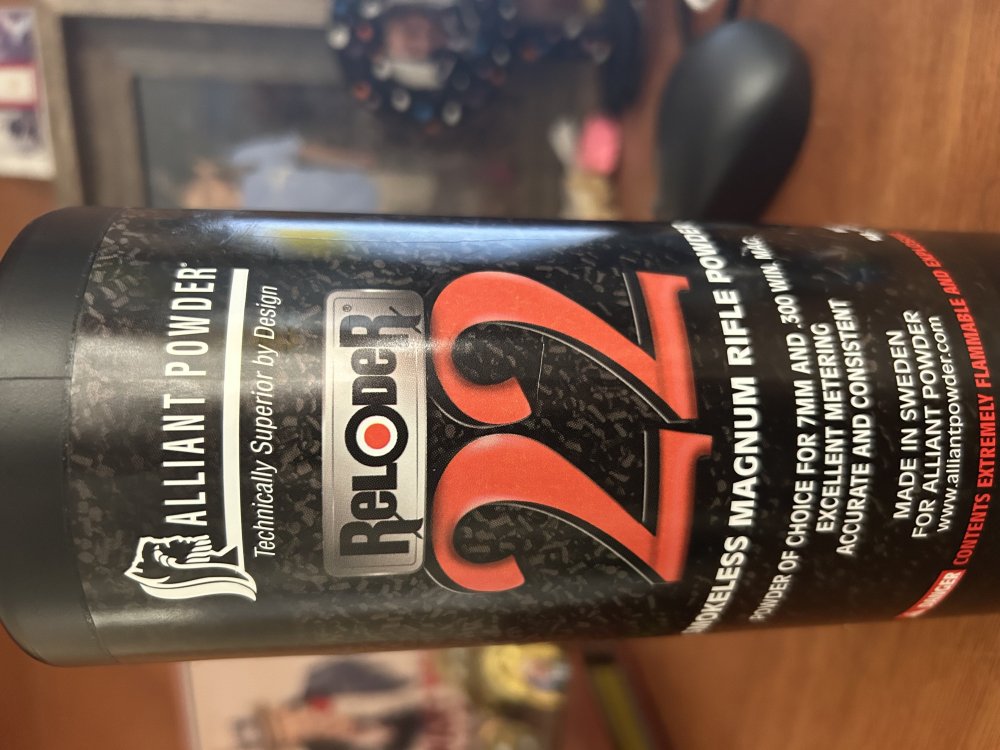 ALLIANT POWDER®
Technically Superior by Design
RELODER®
22
SMOKELESS MAGNUM RIFLE POWDER
POWDER OF CHOICE FOR 7MM AND .300 WIN. MAG.
EXCELLENT METERING
ACCURATE AND CONSISTENT
MADE IN SWEDEN
FOR ALLIANT POWDER
www.alliantpowder.com
DANGER CONTENTS EXTREMELY FLAMMABLE AND